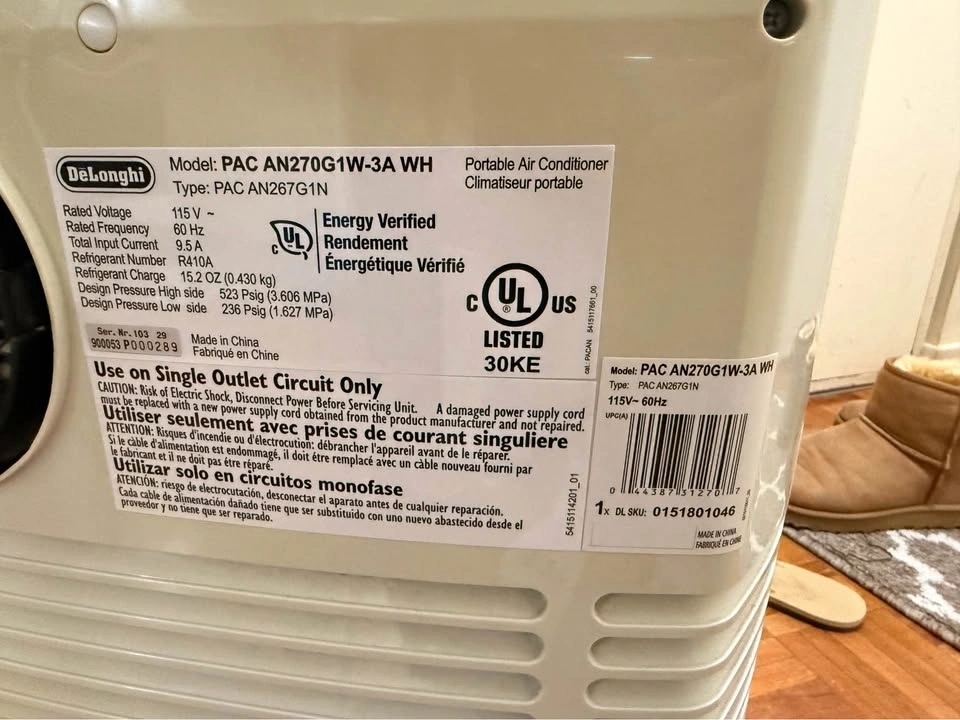 DēLonghi
Model: PAC AN270G1W-3A WH
Type: PAC AN267G1N
Portable Air Conditioner
Climatiseur portable
Rated Voltage 115 V ~
Rated Frequency 60 Hz
Total Input Current 9.5 A
Refrigerant Number R410A
Refrigerant Charge 15.2 OZ (0.430 kg)
Design Pressure High side 523 Psig (3.606 MPa)
Design Pressure Low side 236 Psig (1.627 MPa)
C UL
Energy Verified
Rendement
Énergétique Vérifié
C UL ® US
LISTED
30KE
Ser. Nr. 103 29
900053 P000289
Made in China
Fabriqué en Chine
cod. PACAN 5415117661_00
Use on Single Outlet Circuit Only
CAUTION: Risk of Electric Shock, Disconnect Power Before Servicing Unit. A damaged power supply cord
must be replaced with a new power supply cord obtained from the product manufacturer and not repaired.
Utiliser seulement avec prises de courant singuliere
ATTENTION: Risques d'incendie ou d'électrocution: débrancher l'appareil avant de le réparer.
Si le câble d'alimentation est endommagé, il doit être remplacé avec un câble nouveau fourni par
le fabricant et il ne doit pas être réparé.
Utilizar solo en circuitos monofase
ATENCIÓN: riesgo de electrocutación, desconectar el aparato antes de cualquier reparación.
Cada cable de alimentación dañado tiene que ser substituido con uno nuevo abastecido desde el
proveedor y no tiene que ser reparado.
5415114201_01
Model: PAC AN270G1W-3A WH
Type: PAC AN267G1N
115V~ 60Hz
UPC(A)
0 44387 31270 7
1x DL SKU: 0151801046
MADE IN CHINA
FABRIQUÉ EN CHINE